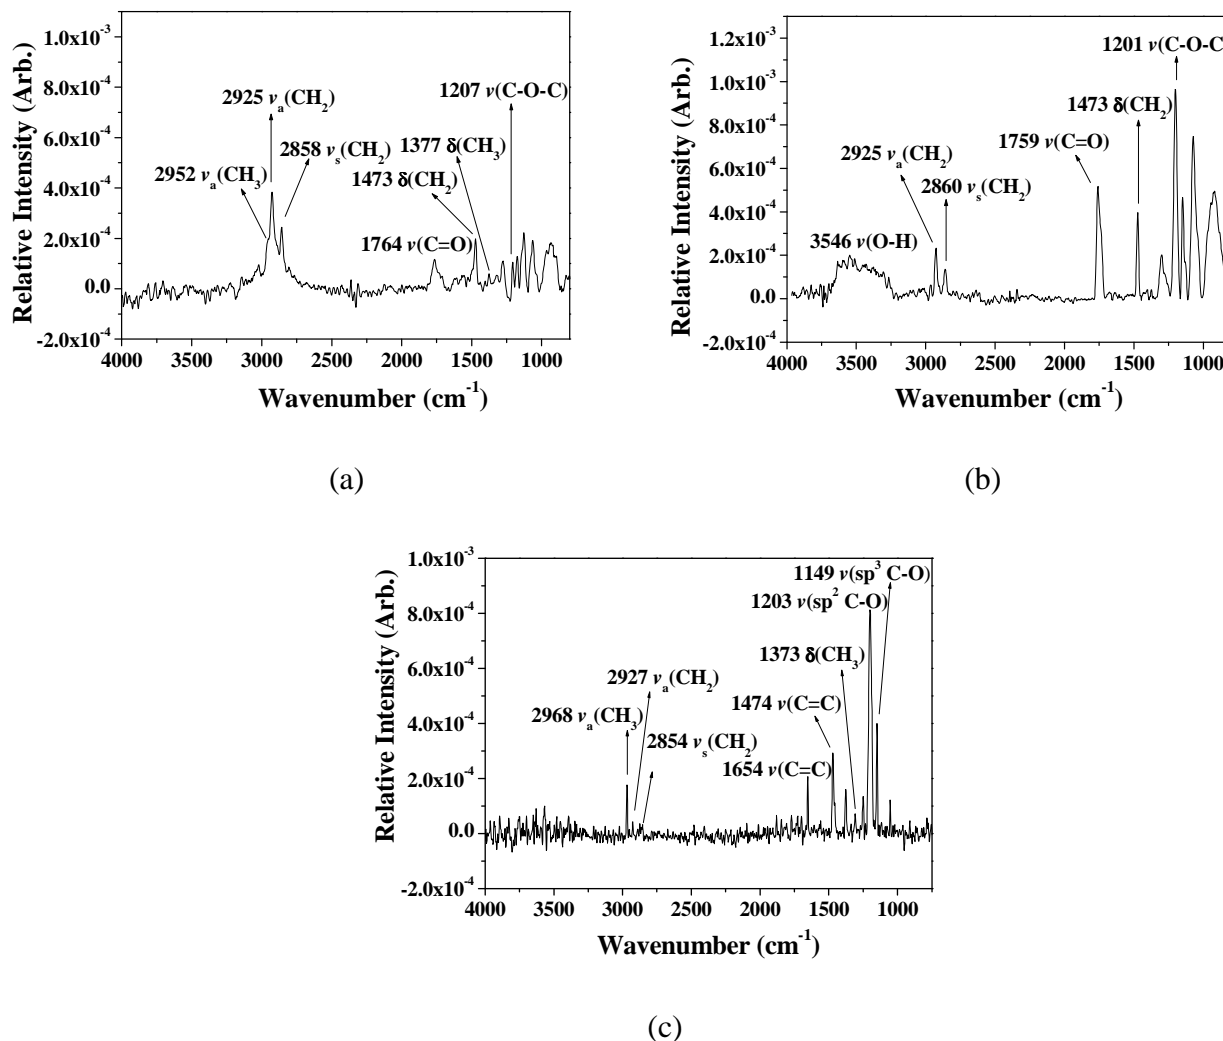 Relative Intensity (Arb.)
1.0x10⁻³
8.0x10⁻⁴
6.0x10⁻⁴
4.0x10⁻⁴
2.0x10⁻⁴
0.0
-2.0x10⁻⁴
2925 νₐ(CH₂)
2952 νₐ(CH₃)
2858 νₛ(CH₂)
1207 ν(C-O-C)
1377 δ(CH₃)
1473 δ(CH₂)
1764 ν(C=O)
4000 3500 3000 2500 2000 1500 1000
Wavenumber (cm⁻¹)
(a)
Relative Intensity (Arb.)
1.2x10⁻³
1.0x10⁻³
8.0x10⁻⁴
6.0x10⁻⁴
4.0x10⁻⁴
2.0x10⁻⁴
0.0
-2.0x10⁻⁴
1201 ν(C-O-C
1473 δ(CH₂)
1759 ν(C=O)
2925 νₐ(CH₂)
2860 νₛ(CH₂)
3546 ν(O-H)
4000 3500 3000 2500 2000 1500 1000
Wavenumber (cm⁻¹)
(b)
Relative Intensity (Arb.)
1.0x10⁻³
8.0x10⁻⁴
6.0x10⁻⁴
4.0x10⁻⁴
2.0x10⁻⁴
0.0
-2.0x10⁻⁴
1149 ν(sp³ C-O)
1203 ν(sp² C-O)
1373 δ(CH₃)
2927 νₐ(CH₂)
1474 ν(C=C)
2968 νₐ(CH₃)
2854 νₛ(CH₂)
1654 ν(C=C)
4000 3500 3000 2500 2000 1500 1000
Wavenumber (cm⁻¹)
(c)